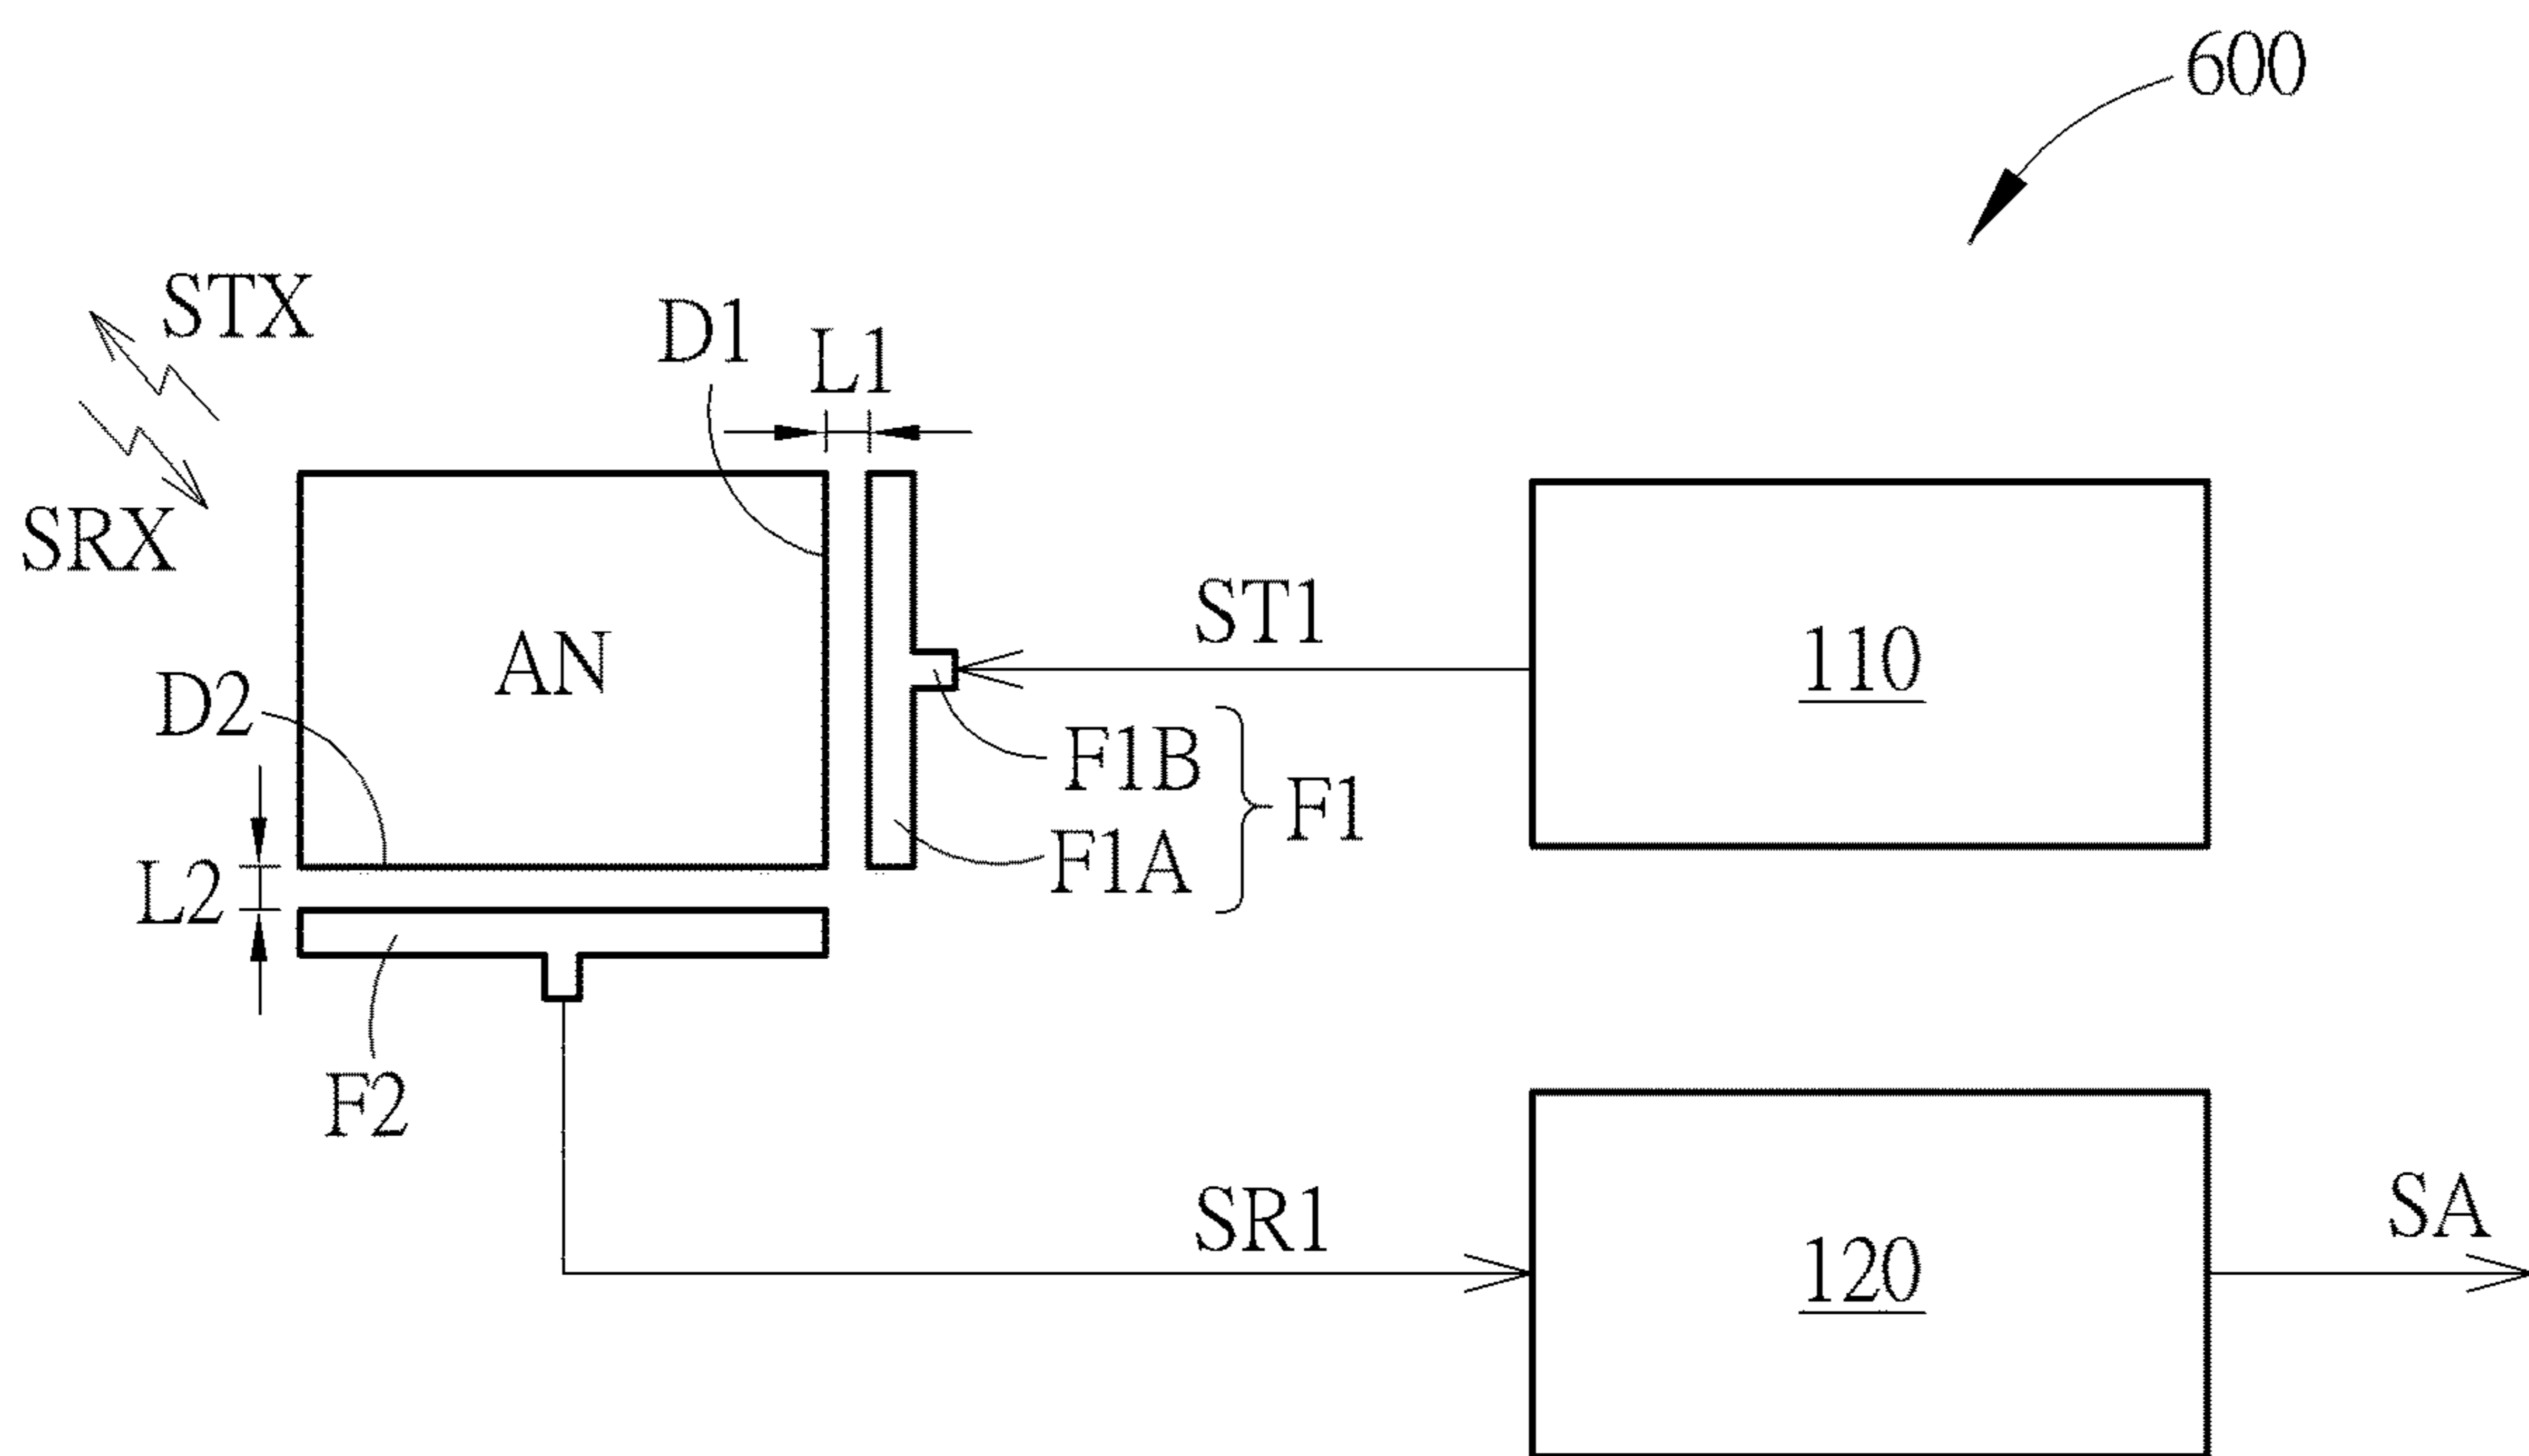 600
STX
D1
L1
SRX
ST1
110
AN
D2
F1B
F1
F1A
L2
F2
SR1
SA
120